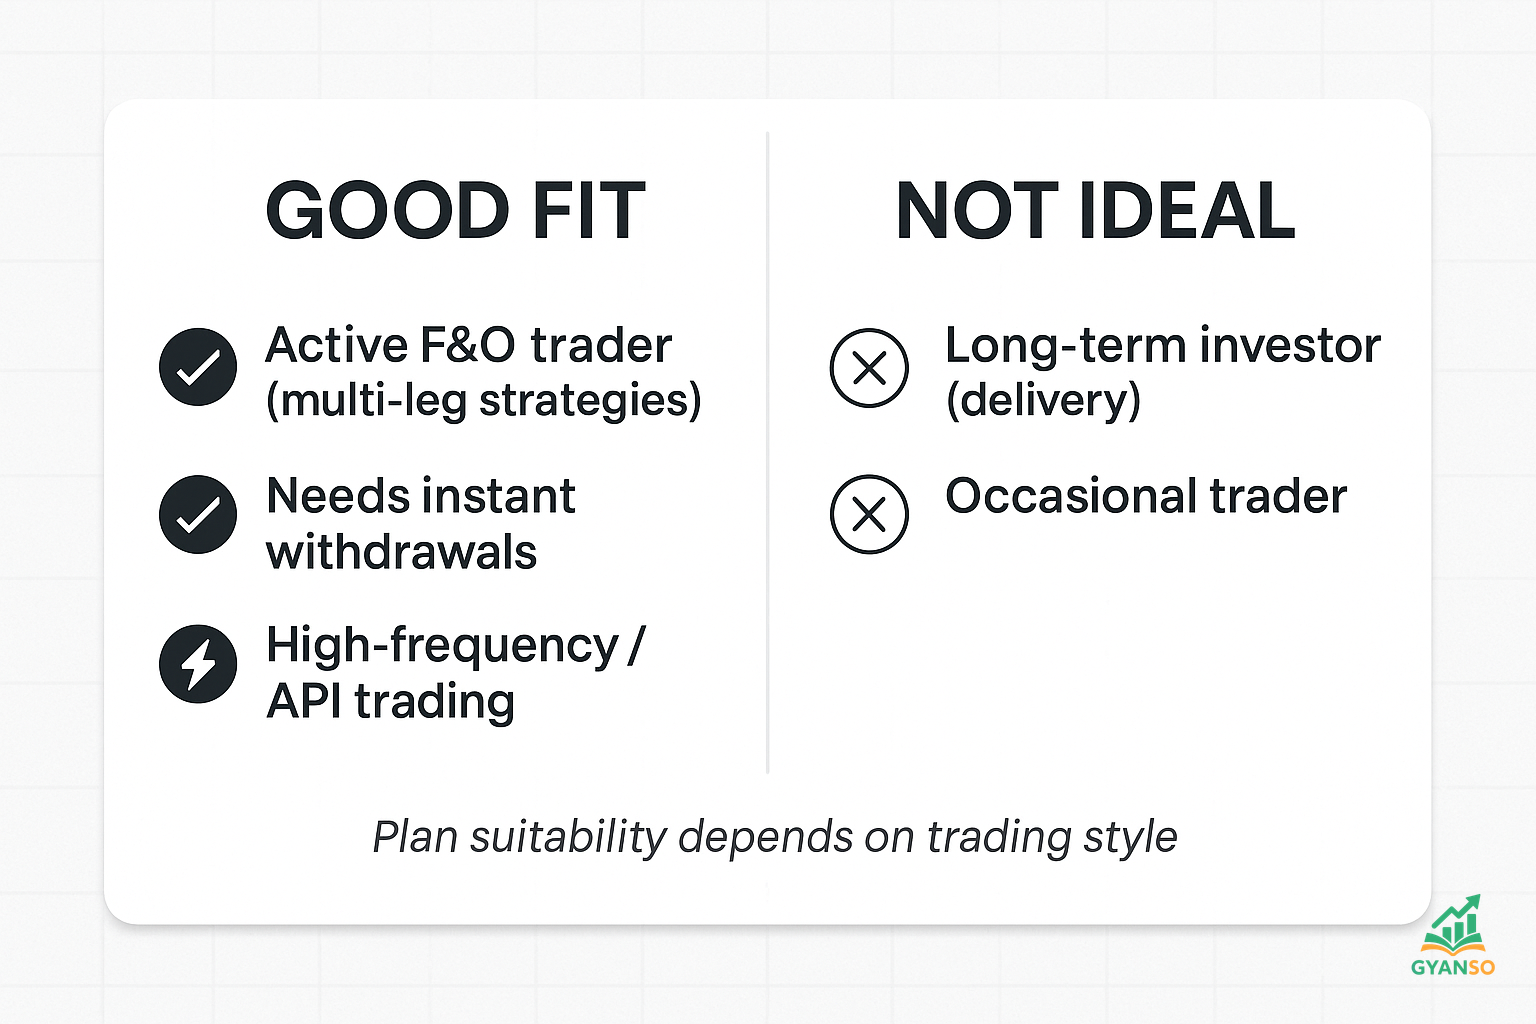 GOOD FIT
Active F&O trader
(multi-leg strategies)
Needs instant
withdrawals
High-frequency /
API trading
NOT IDEAL
Long-term investor
(delivery)
Occasional trader
Plan suitability depends on trading style
GYANSO